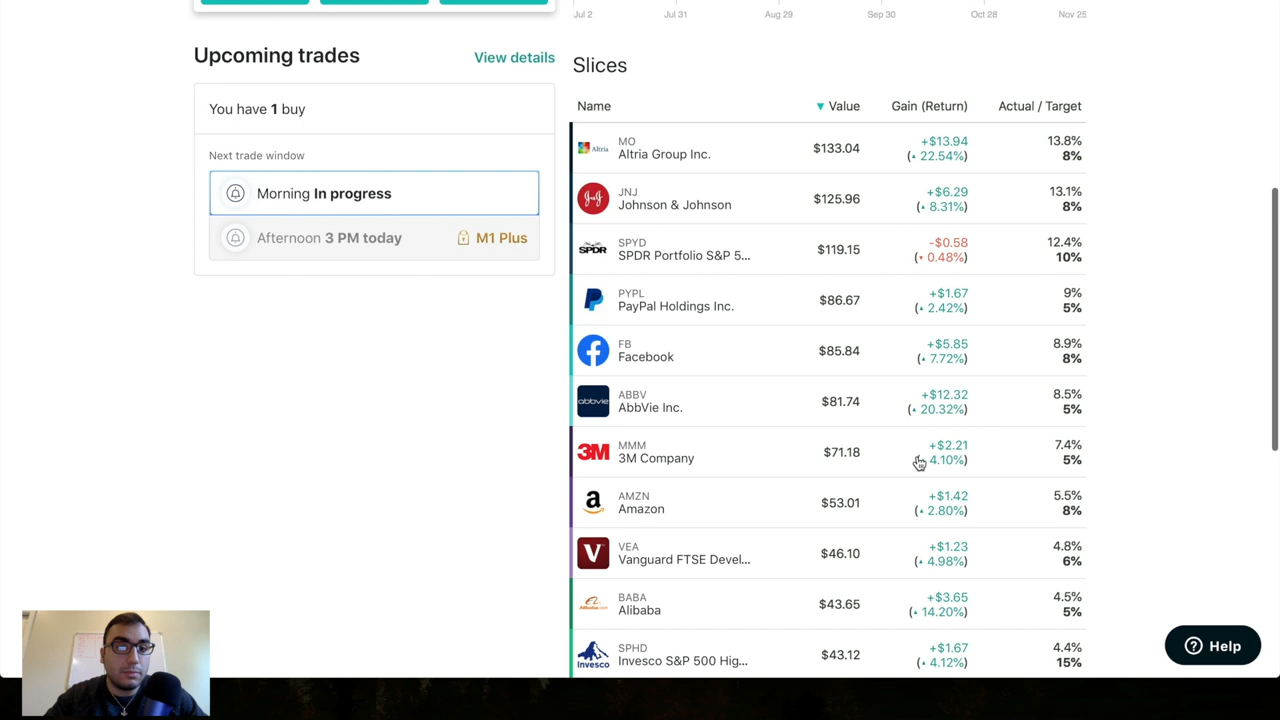 Jul 2 Jul 31 Aug 29 Sep 30 Oct 28 Nov 25
Upcoming trades
View details
You have 1 buy
Next trade window
Morning In progress
Afternoon 3 PM today
M1 Plus
Slices
Name Value Gain (Return) Actual / Target
Altria
MO
Altria Group Inc.
$133.04
+$13.94
(▲ 22.54%)
13.8%
8%
J&J
JNJ
Johnson & Johnson
$125.96
+$6.29
(▲ 8.31%)
13.1%
8%
SPDR
SPYD
SPDR Portfolio S&P 5...
$119.15
-$0.58
(▼ 0.48%)
12.4%
10%
PYPL
PayPal Holdings Inc.
$86.67
+$1.67
(▲ 2.42%)
9%
5%
FB
Facebook
$85.84
+$5.85
(▲ 7.72%)
8.9%
8%
abbvie
ABBV
AbbVie Inc.
$81.74
+$12.32
(▲ 20.32%)
8.5%
5%
3M
MMM
3M Company
$71.18
+$2.21
4.10%)
7.4%
5%
a
AMZN
Amazon
$53.01
+$1.42
(▲ 2.80%)
5.5%
8%
V
VEA
Vanguard FTSE Devel...
$46.10
+$1.23
(▲ 4.98%)
4.8%
6%
Alibaba.com
BABA
Alibaba
$43.65
+$3.65
(▲ 14.20%)
4.5%
5%
Invesco
SPHD
Invesco S&P 500 Hig...
$43.12
+$1.67
(▲ 4.12%)
4.4%
15%
? Help